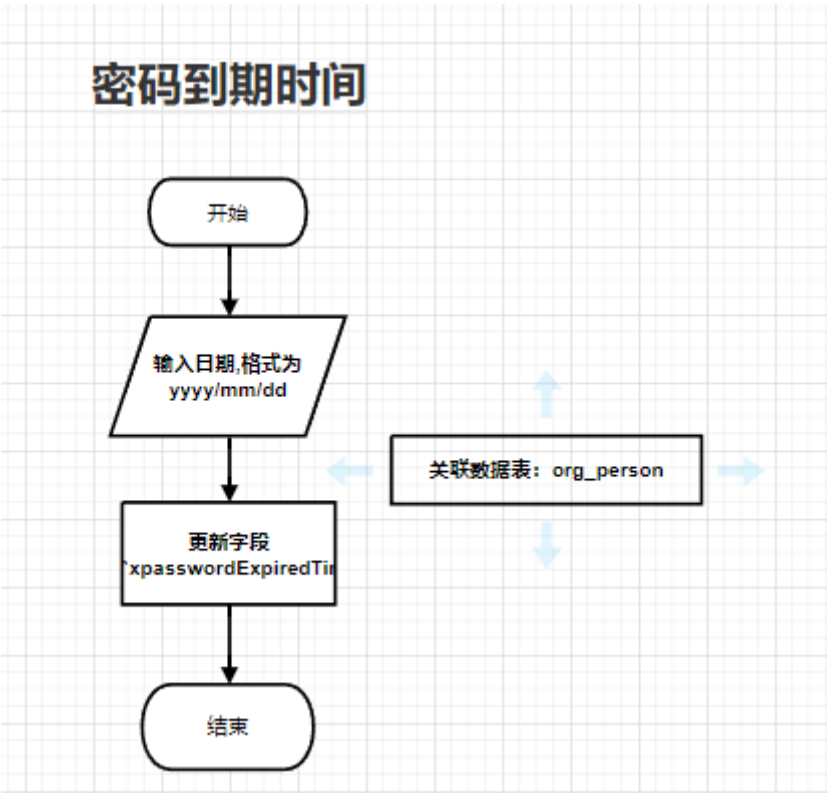 密码到期时间
开始
输入日期,格式为
yyyy/mm/dd
关联数据表：org_person
更新字段
`xpasswordExpiredTi
结束